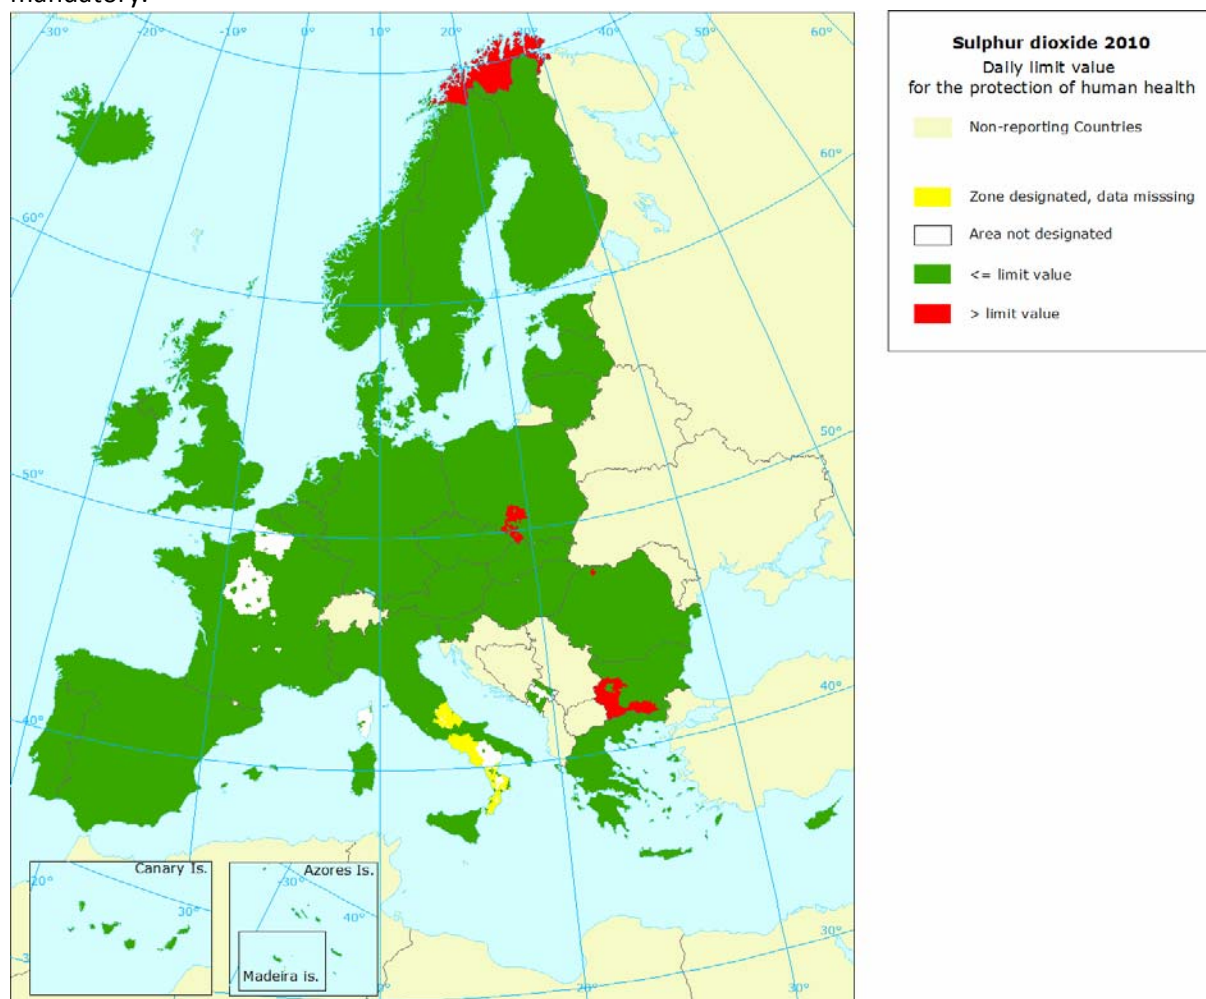 mandatory.
-30°
-20°
-10°
0°
10°
20°
30°
60°
60°
60°
50°
50°
40°
40°
30°
20°
30°
Canary Is.
-20°
30°
Azores Is.
-30°
40°
Madeira is.
Sulphur dioxide 2010
Daily limit value
for the protection of human health
Non-reporting Countries
Zone designated, data misssing
Area not designated
<= limit value
> limit value